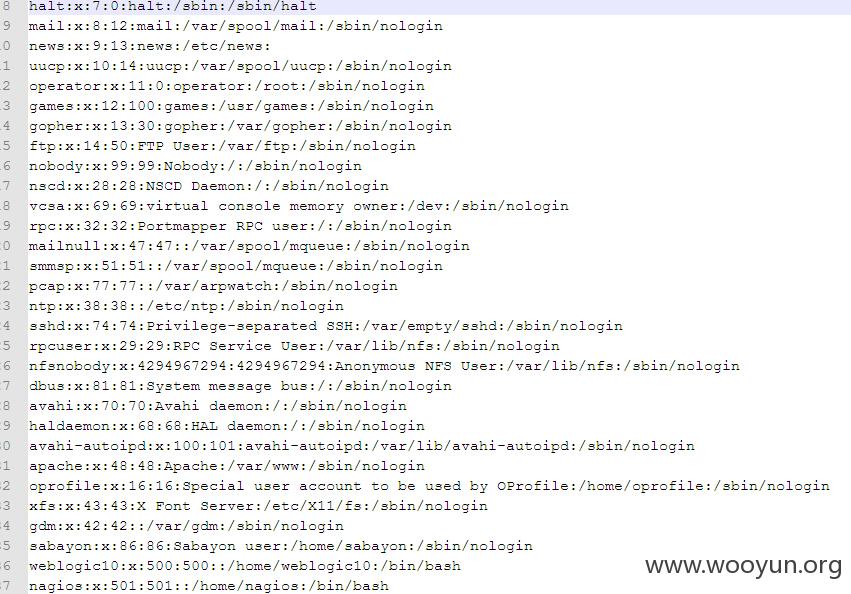 8 halt:x:7:0:halt:/sbin:/sbin/halt
9 mail:x:8:12:mail:/var/spool/mail:/sbin/nologin
0 news:x:9:13:news:/etc/news:
1 uucp:x:10:14:uucp:/var/spool/uucp:/sbin/nologin
2 operator:x:11:0:operator:/root:/sbin/nologin
3 games:x:12:100:games:/usr/games:/sbin/nologin
4 gopher:x:13:30:gopher:/var/gopher:/sbin/nologin
5 ftp:x:14:50:FTP User:/var/ftp:/sbin/nologin
6 nobody:x:99:99:Nobody:/:/sbin/nologin
7 nscd:x:28:28:NSCD Daemon:/:/sbin/nologin
8 vcsa:x:69:69:virtual console memory owner:/dev:/sbin/nologin
9 rpc:x:32:32:Portmapper RPC user:/:/sbin/nologin
0 mailnull:x:47:47::/var/spool/mqueue:/sbin/nologin
1 smmsp:x:51:51::/var/spool/mqueue:/sbin/nologin
2 pcap:x:77:77::/var/arpwatch:/sbin/nologin
3 ntp:x:38:38::/etc/ntp:/sbin/nologin
4 sshd:x:74:74:Privilege-separated SSH:/var/empty/sshd:/sbin/nologin
5 rpcuser:x:29:29:RPC Service User:/var/lib/nfs:/sbin/nologin
6 nfsnobody:x:4294967294:4294967294:Anonymous NFS User:/var/lib/nfs:/sbin/nologin
7 dbus:x:81:81:System message bus:/:/sbin/nologin
8 avahi:x:70:70:Avahi daemon:/:/sbin/nologin
9 haldaemon:x:68:68:HAL daemon:/:/sbin/nologin
0 avahi-autoipd:x:100:101:avahi-autoipd:/var/lib/avahi-autoipd:/sbin/nologin
1 apache:x:48:48:Apache:/var/www:/sbin/nologin
2 oprofile:x:16:16:Special user account to be used by OProfile:/home/oprofile:/sbin/nologin
3 xfs:x:43:43:X Font Server:/etc/X11/fs:/sbin/nologin
4 gdm:x:42:42::/var/gdm:/sbin/nologin
5 sabayon:x:86:86:Sabayon user:/home/sabayon:/sbin/nologin
6 weblogic10:x:500:500::/home/weblogic10:/bin/bash
7 nagios:x:501:501::/home/nagios:/bin/bash
www.wooyun.org